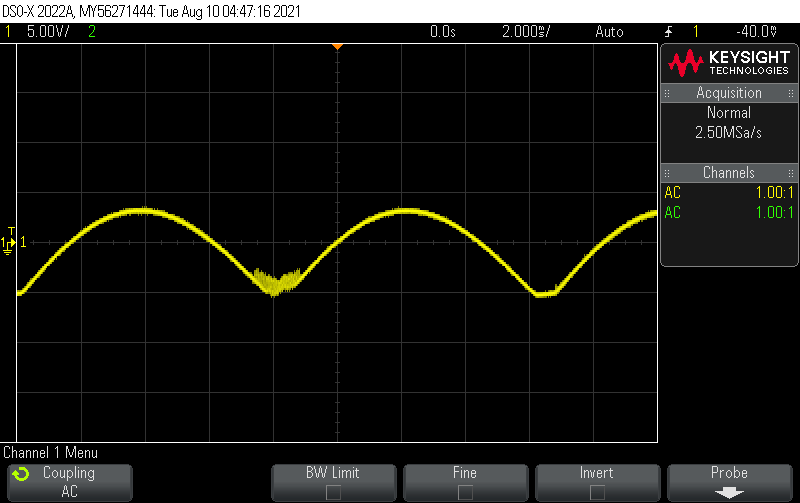 DSO-X 2022A, MY56271444: Tue Aug 10 04:47:16 2021
1 5.00V/ 2 0.0s 2.000ms/ Auto 1 -40.0mV
KEYSIGHT
TECHNOLOGIES
Acquisition
Normal
2.50MSa/s
Channels
AC 1.00:1
AC 1.00:1
T
1 1
Channel 1 Menu
Coupling
AC
BW Limit
Fine
Invert
Probe